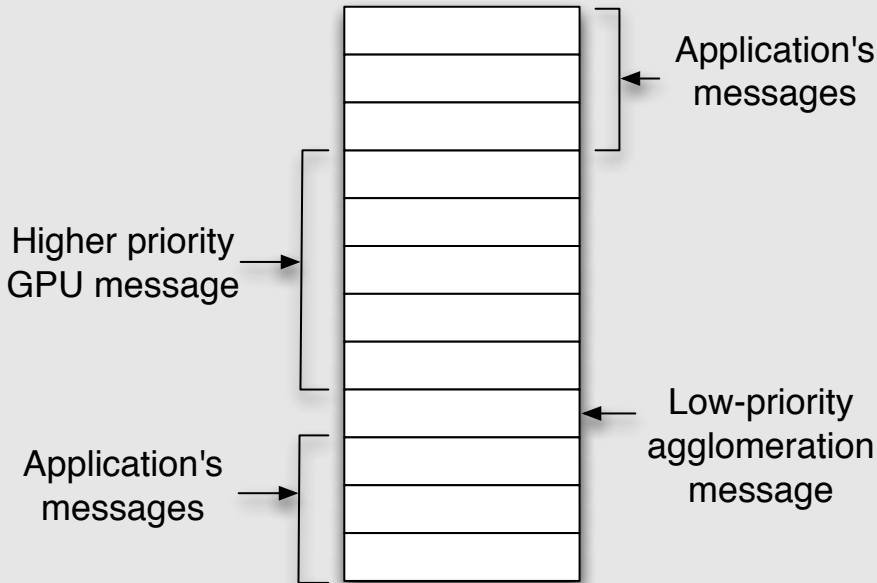 Application's
messages
Higher priority
GPU message
Low-priority
agglomeration
message
Application's
messages